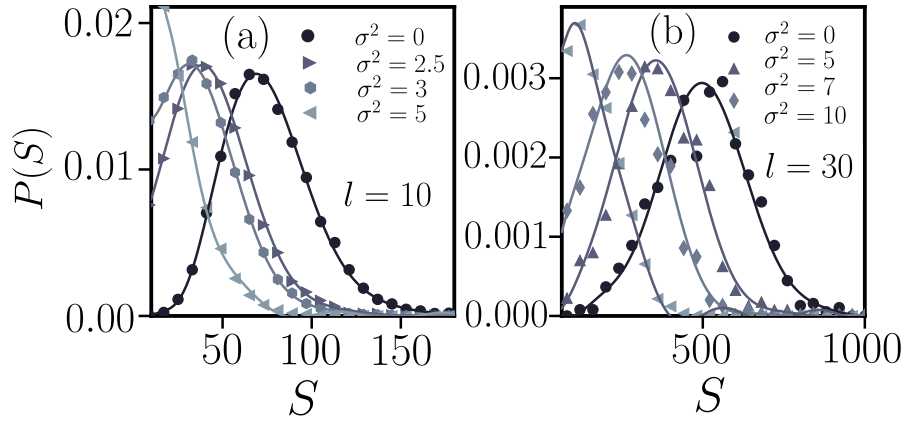 (a)
σ² = 0
σ² = 2.5
σ² = 3
σ² = 5
l = 10
P(S)
0.02
0.01
0.00
50
100
150
S
(b)
σ² = 0
σ² = 5
σ² = 7
σ² = 10
l = 30
0.003
0.002
0.001
0.000
500
1000
S